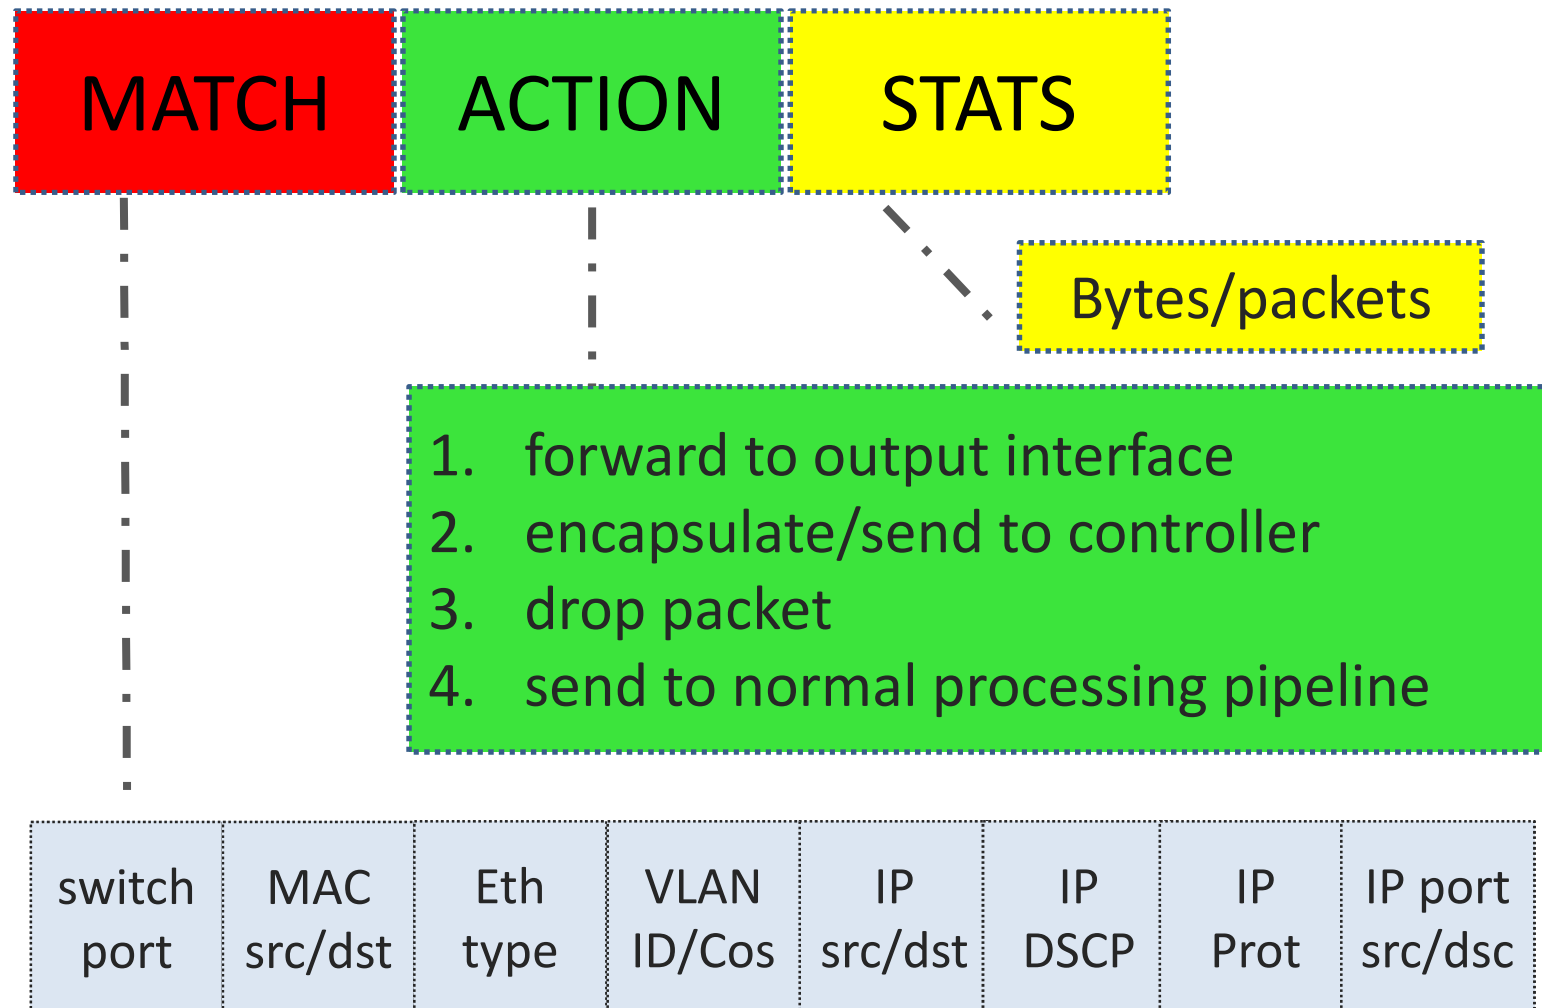 MATCH ACTION STATS
Bytes/packets
1. forward to output interface
2. encapsulate/send to controller
3. drop packet
4. send to normal processing pipeline
switch port
MAC src/dst
Eth type
VLAN ID/Cos
IP src/dst
IP DSCP
IP Prot
IP port src/dsc